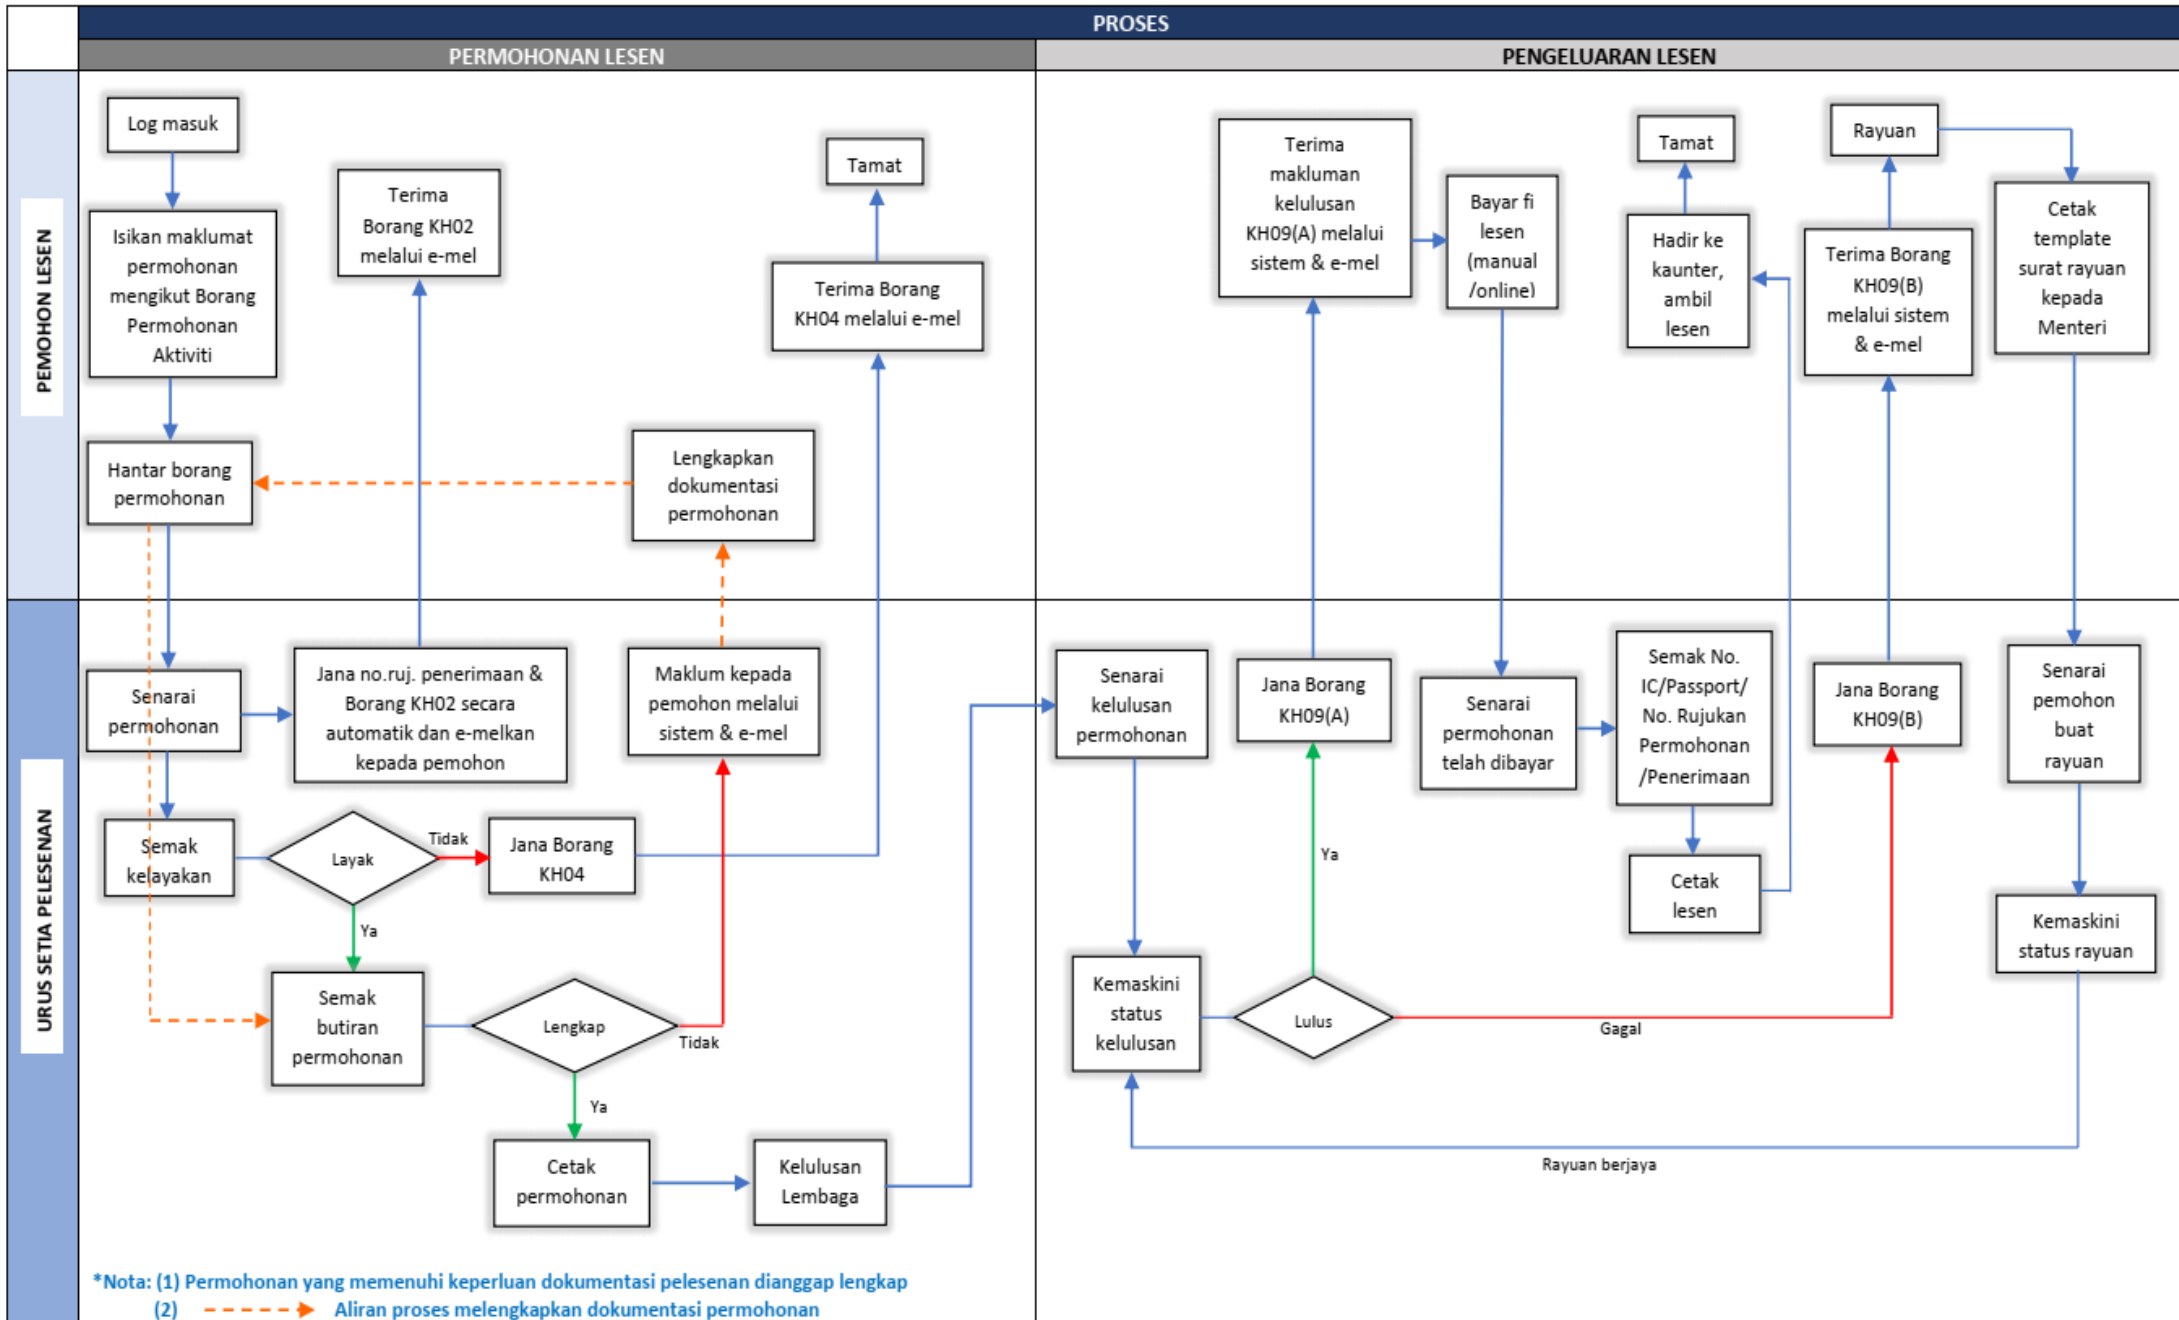 PROSES
PERMOHONAN LESEN
PENGELUARAN LESEN
PEMOHON LESEN
Log masuk
Isikan maklumat
permohonan
mengikut Borang
Permohonan
Aktiviti
Hantar borang
permohonan
Terima
Borang KH02
melalui e-mel
Lengkapkan
dokumentasi
permohonan
Tamat
Terima Borang
KH04 melalui e-mel
Terima
makluman
kelulusan
KH09(A) melalui
sistem & e-mel
Bayar fi
lesen
(manual
/online)
Tamat
Hadir ke
kaunter,
ambil
lesen
Rayuan
Terima Borang
KH09(B)
melalui sistem
& e-mel
Cetak
template
surat rayuan
kepada
Menteri
URUS SETIA PELESENAN
Senarai
permohonan
Jana no.ruj. penerimaan &
Borang KH02 secara
automatik dan e-melkan
kepada pemohon
Maklum kepada
pemohon melalui
sistem & e-mel
Semak
kelayakan
Layak
Tidak
Jana Borang
KH04
Ya
Semak
butiran
permohonan
Lengkap
Tidak
Ya
Cetak
permohonan
Kelulusan
Lembaga
Senarai
kelulusan
permohonan
Jana Borang
KH09(A)
Senarai
permohonan
telah dibayar
Semak No.
IC/Passport/
No. Rujukan
Permohonan
/Penerimaan
Jana Borang
KH09(B)
Senarai
pemohon
buat
rayuan
Ya
Cetak
lesen
Kemaskini
status rayuan
Kemaskini
status
kelulusan
Lulus
Gagal
Rayuan berjaya
*Nota: (1) Permohonan yang memenuhi keperluan dokumentasi pelesenan dianggap lengkap
(2) Aliran proses melengkapkan dokumentasi permohonan